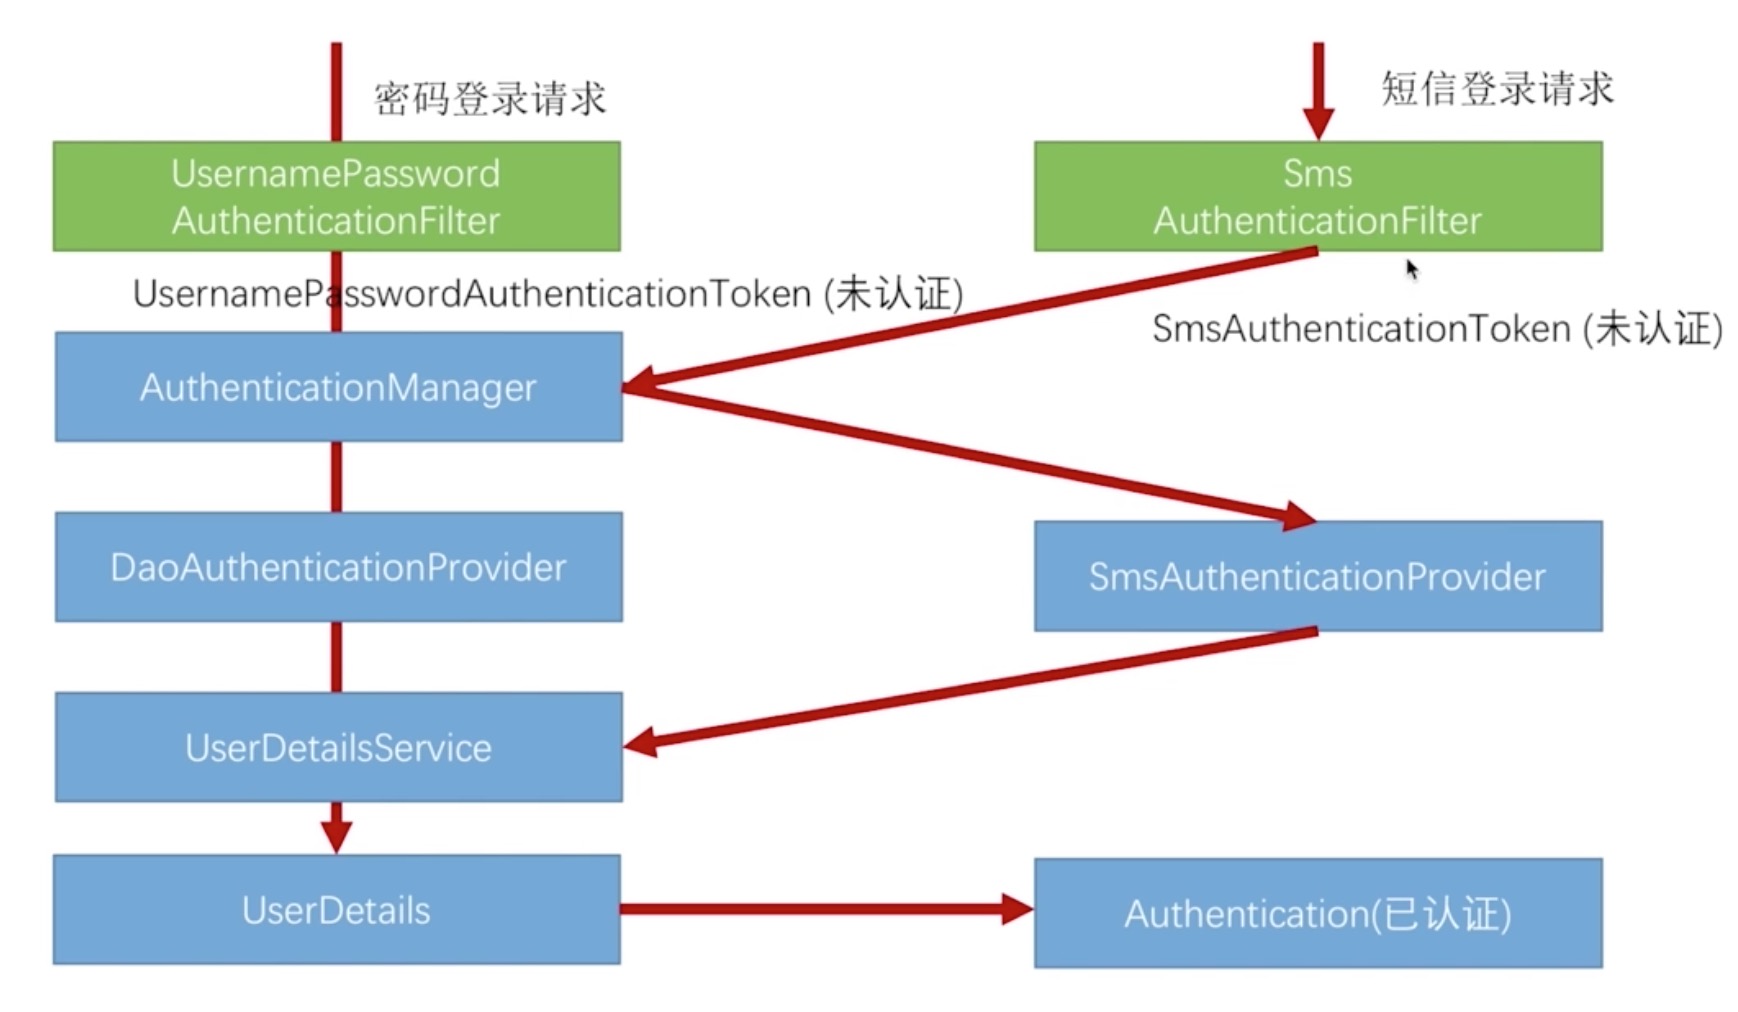 密码登录请求
短信登录请求
UsernamePassword
AuthenticationFilter
Sms
AuthenticationFilter
UsernamePasswordAuthenticationToken (未认证)
SmsAuthenticationToken (未认证)
AuthenticationManager
DaoAuthenticationProvider
SmsAuthenticationProvider
UserDetailsService
UserDetails
Authentication(已认证)